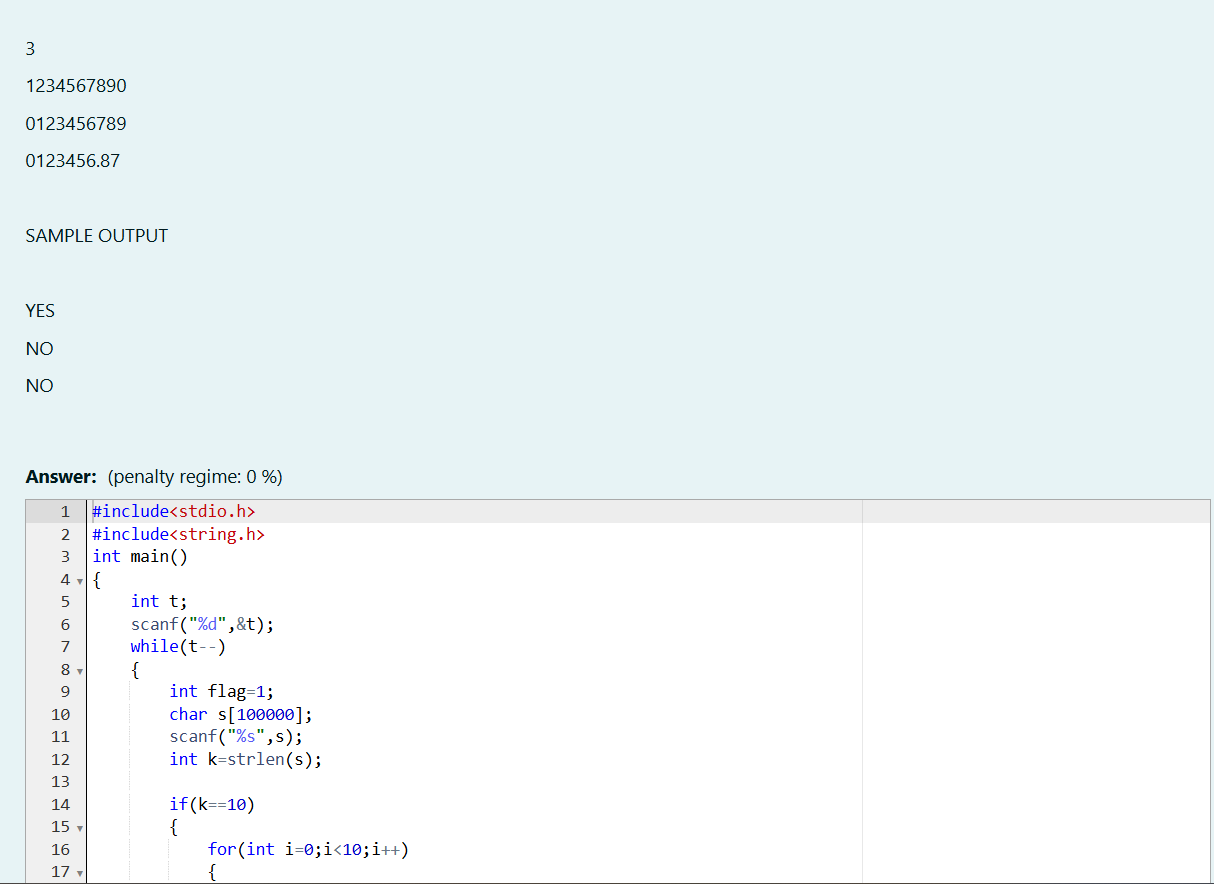 3
1234567890
0123456789
0123456.87
SAMPLE OUTPUT
YES
NO
NO
Answer: (penalty regime: 0 %)
1 #include<stdio.h>
2 #include<string.h>
3 int main()
4 {
5     int t;
6     scanf("%d",&t);
7     while(t--)
8     {
9         int flag=1;
10         char s[100000];
11         scanf("%s",s);
12         int k=strlen(s);
13
14         if(k==10)
15         {
16             for(int i=0;i<10;i++)
17             {